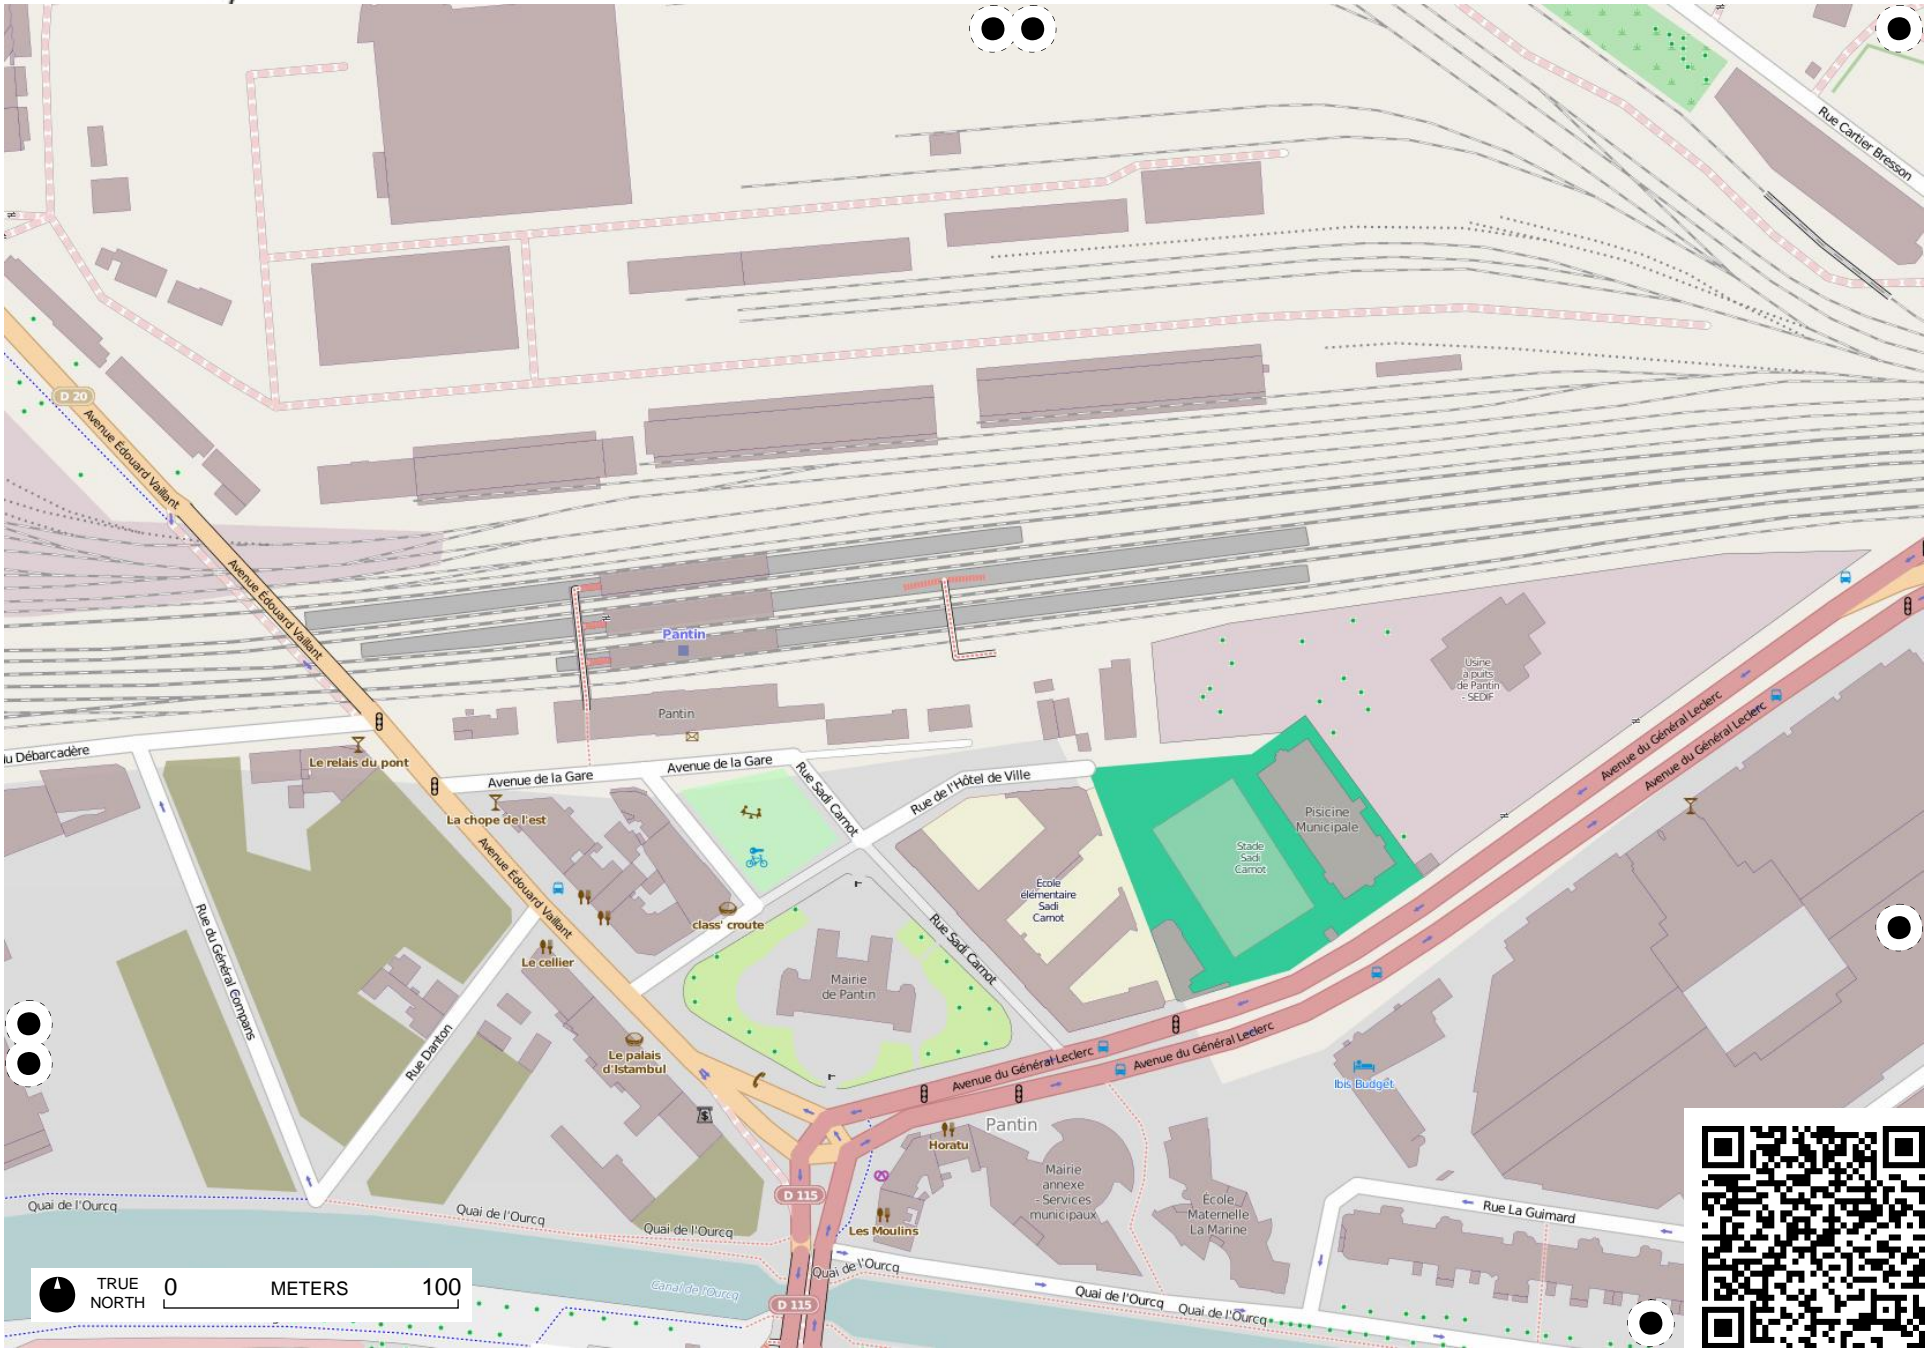 Rue Cartier Bresson
D 20
Avenue Édouard Vaillant
Avenue Édouard Vaillant
Pantin
Usine
à puits
de Pantin
- SEDIF
Pantin
u Débarcadère
Le relais du pont
Avenue de la Gare
Avenue de la Gare
Rue Sadi Carnot
Rue de l'Hôtel de Ville
Avenue du Général Leclerc
Avenue du Général Leclerc
La chope de l'est
Avenue Édouard Vaillant
Pisicine
Municipale
Stade
Sadi
Carnot
École
élémentaire
Sadi
Carnot
class' croute
Rue Sadi Carnot
Rue du Général Compans
Le cellier
Mairie
de Pantin
Rue Danton
Le palais
d'Istambul
Avenue du Général Leclerc
Avenue du Général Leclerc
Ibis Budget
Pantin
Horatu
Mairie
annexe
- Services
municipaux
École
Maternelle
La Marine
D 115
Quai de l'Ourcq
Quai de l'Ourcq
Quai de l'Ourcq
Les Moulins
Rue La Guimard
Quai de l'Ourcq
Canal de l'Ourcq
Quai de l'Ourcq
Quai de l'Ourcq
D 115
TRUE
NORTH
0 METERS 100